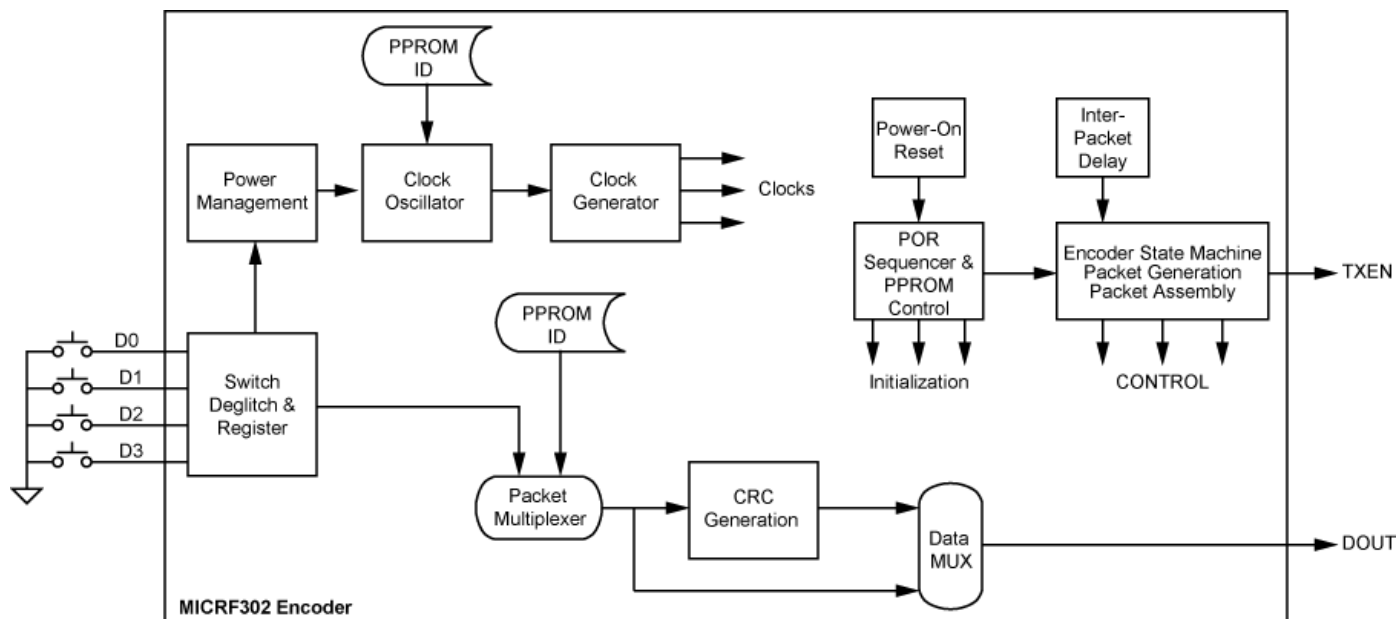 PPROM
ID
Power-On
Reset
Inter-
Packet
Delay
Power
Management
Clock
Oscillator
Clock
Generator
Clocks
POR
Sequencer &
PPROM
Control
Encoder State Machine
Packet Generation
Packet Assembly
TXEN
PPROM
ID
D0
D1
D2
D3
Switch
Deglitch &
Register
Initialization
CONTROL
Packet
Multiplexer
CRC
Generation
Data
MUX
DOUT
MICRF302 Encoder